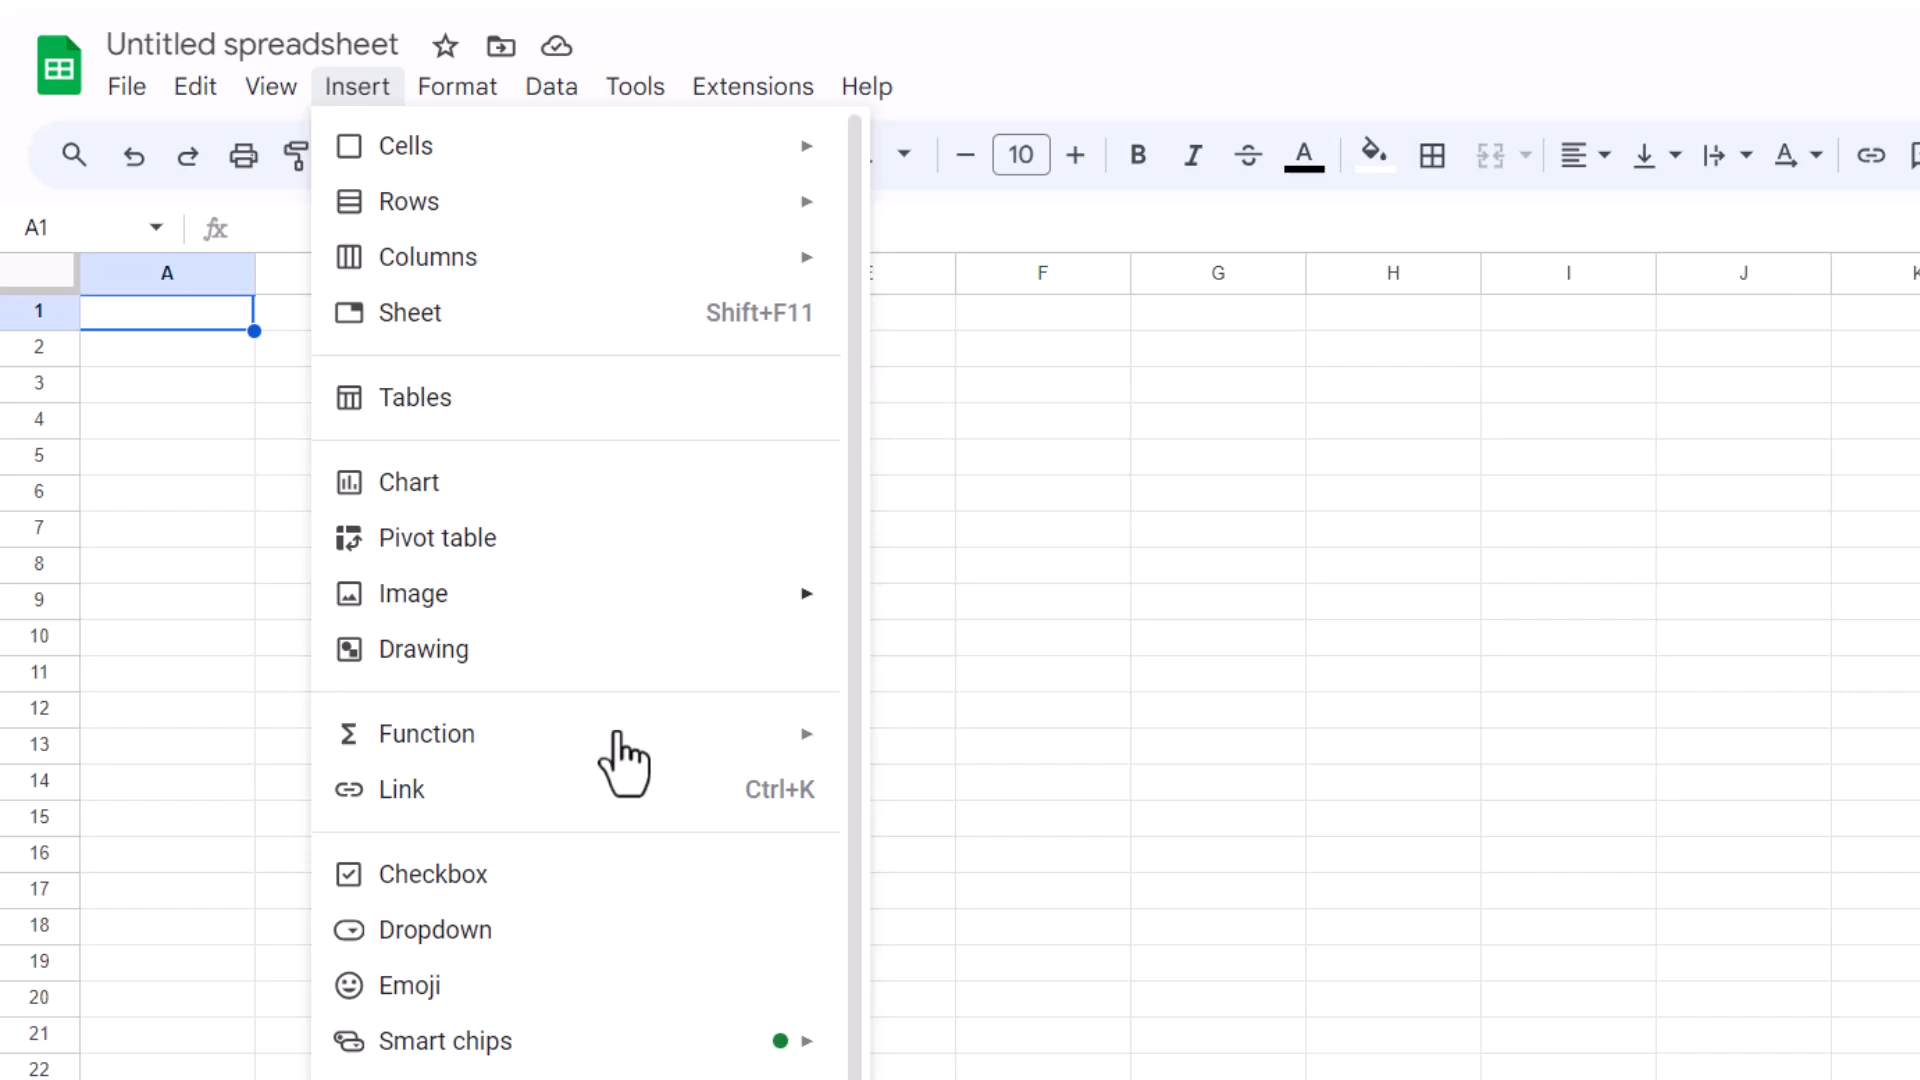 Untitled spreadsheet
File Edit View Insert Format Data Tools Extensions Help
10 B I A A
A1 fx
A F G H I J
Cells
Rows
Columns
Sheet Shift+F11
Tables
Chart
Pivot table
Image
Drawing
Function
Link Ctrl+K
Checkbox
Dropdown
Emoji
Smart chips
1
2
3
4
5
6
7
8
9
10
11
12
13
14
15
16
17
18
19
20
21
22